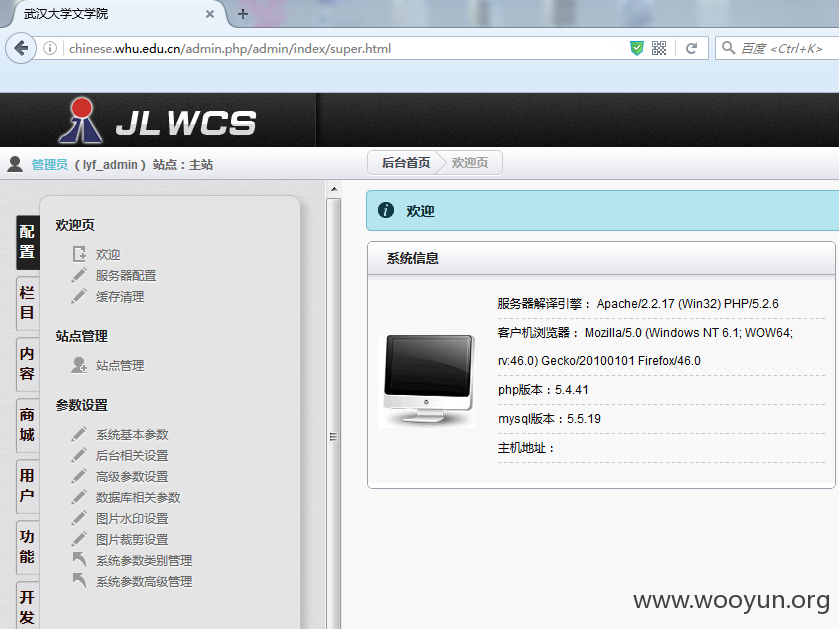 武汉大学文学院
chinese.whu.edu.cn/admin.php/admin/index/super.html
百度 <Ctrl+K>
JLWCS
管理员 ( lyf_admin ) 站点：主站
后台首页 欢迎页
配置
栏目
内容
商城
用户
功能
开发
欢迎页
欢迎
服务器配置
缓存清理
站点管理
站点管理
参数设置
系统基本参数
后台相关设置
高级参数设置
数据库相关参数
图片水印设置
图片裁剪设置
系统参数类别管理
系统参数高级管理
欢迎
系统信息
服务器解译引擎： Apache/2.2.17 (Win32) PHP/5.2.6
客户机浏览器： Mozilla/5.0 (Windows NT 6.1; WOW64;
rv:46.0) Gecko/20100101 Firefox/46.0
php版本：5.4.41
mysql版本：5.5.19
主机地址：
www.wooyun.org